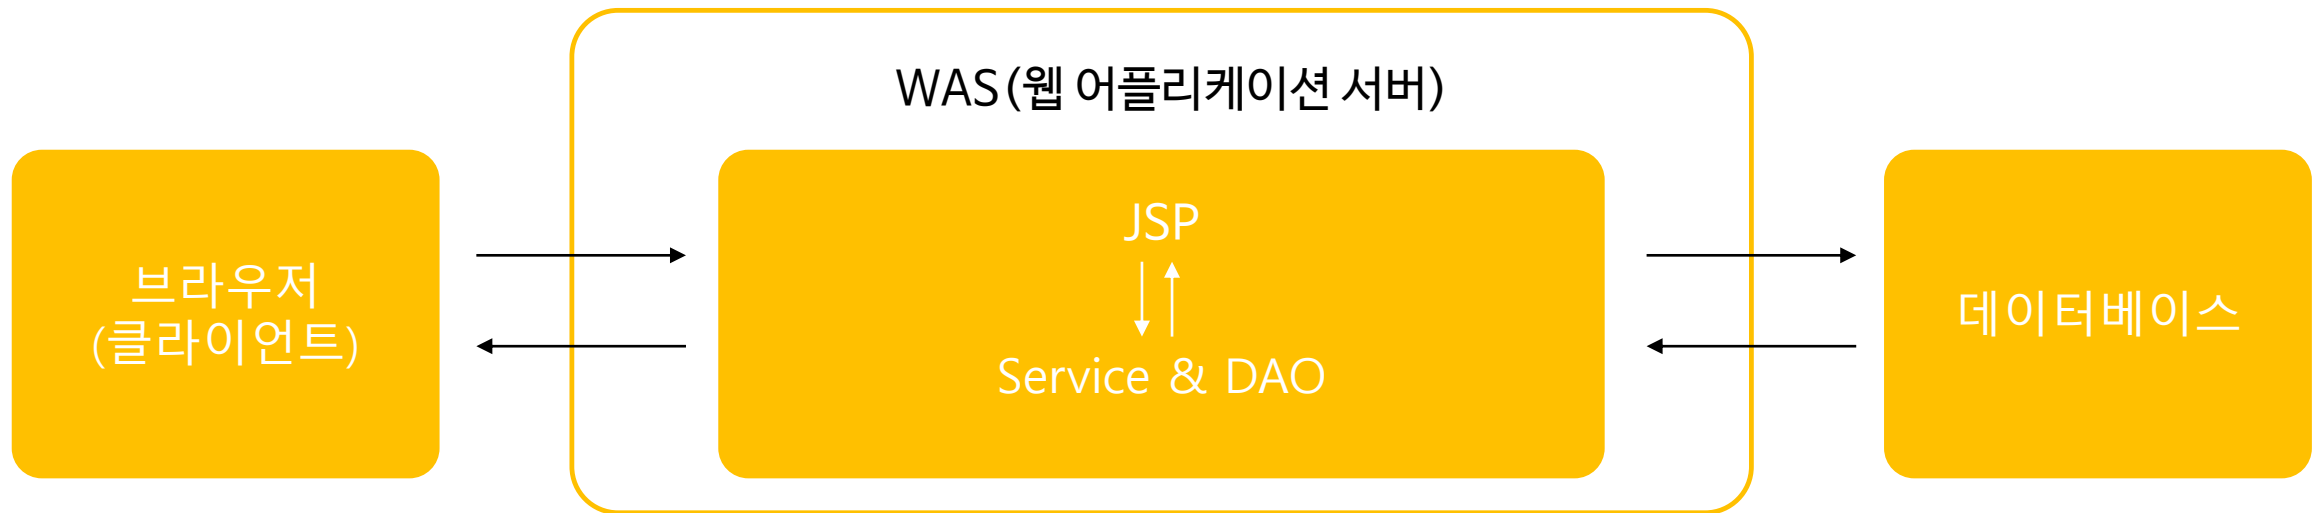 WAS(웹 어플리케이션 서버)
브라우저
(클라이언트)
JSP
Service & DAO
데이터베이스